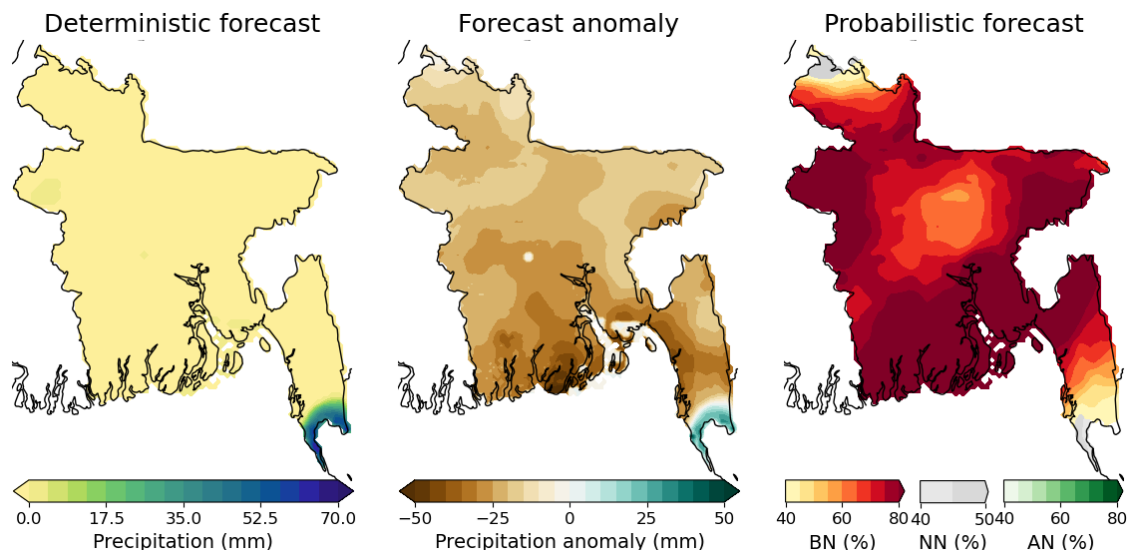 Deterministic forecast
Forecast anomaly
Probabilistic forecast
0.0 17.5 35.0 52.5 70.0
Precipitation (mm)
−50 −25 0 25 50
Precipitation anomaly (mm)
40 60 80
BN (%)
40 50
NN (%)
40 60 80
AN (%)